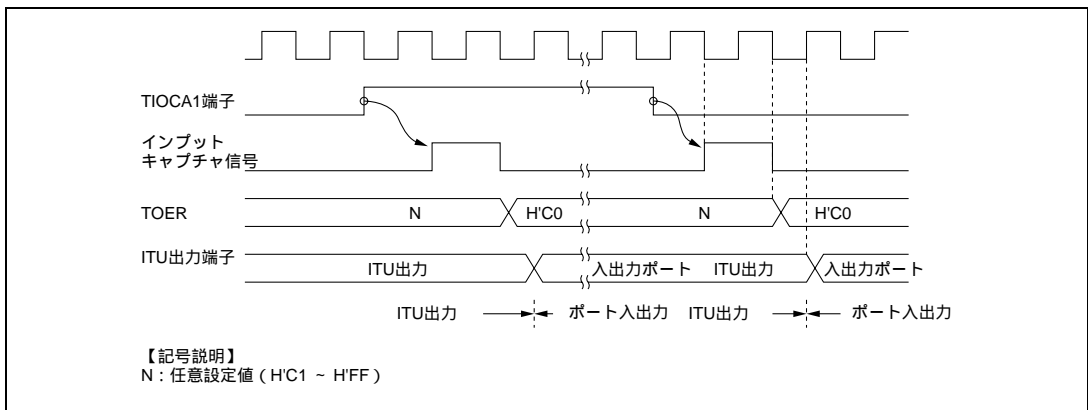 TIOCA1端子
インプット
キャプチャ信号
TOER
N
H'C0
N
H'C0
ITU出力端子
ITU出力
入出力ポート
ITU出力
入出力ポート
ITU出力
ポート入出力
ITU出力
ポート入出力
【記号説明】
N：任意設定値（H'C1 ～ H'FF）